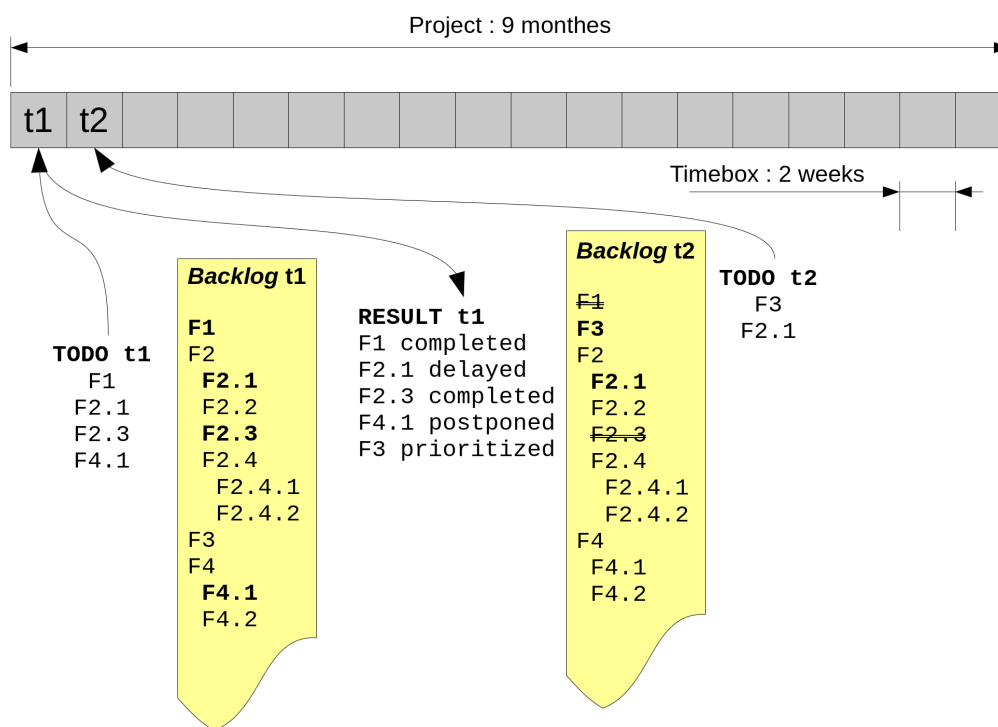 Project : 9 monthes
t1 t2
Timebox : 2 weeks
TODO t1
F1
F2.1
F2.3
F4.1
Backlog t1
F1
F2
F2.1
F2.2
F2.3
F2.4
F2.4.1
F2.4.2
F3
F4
F4.1
F4.2
RESULT t1
F1 completed
F2.1 delayed
F2.3 completed
F4.1 postponed
F3 prioritized
Backlog t2
F1
F3
F2
F2.1
F2.2
F2.3
F2.4
F2.4.1
F2.4.2
F4
F4.1
F4.2
TODO t2
F3
F2.1